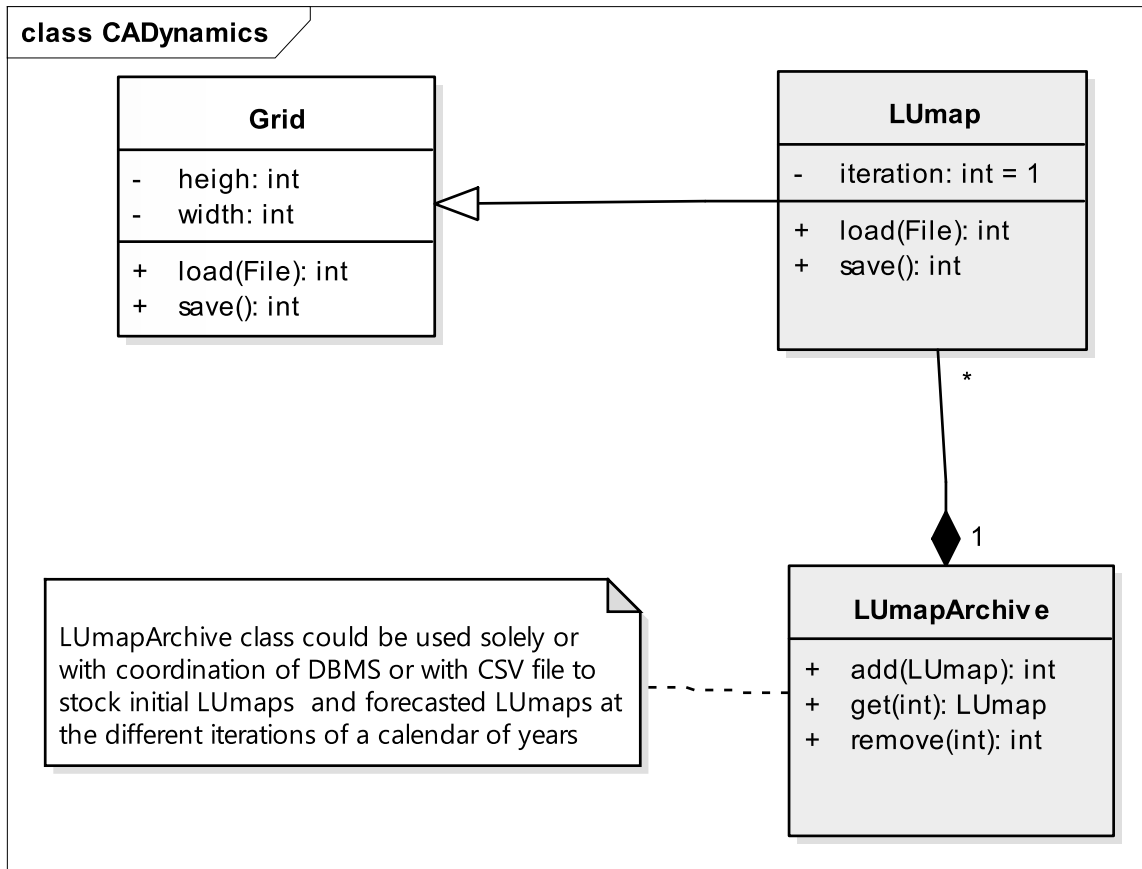 class CADynamics
Grid
- heigh: int
- width: int
+ load(File): int
+ save(): int
LUmap
- iteration: int = 1
+ load(File): int
+ save(): int
*
1
LUmapArchive
+ add(LUmap): int
+ get(int): LUmap
+ remove(int): int
LUmapArchive class could be used solely or
with coordination of DBMS or with CSV file to
stock initial LUmaps and forecasted LUmaps at
the different iterations of a calendar of years